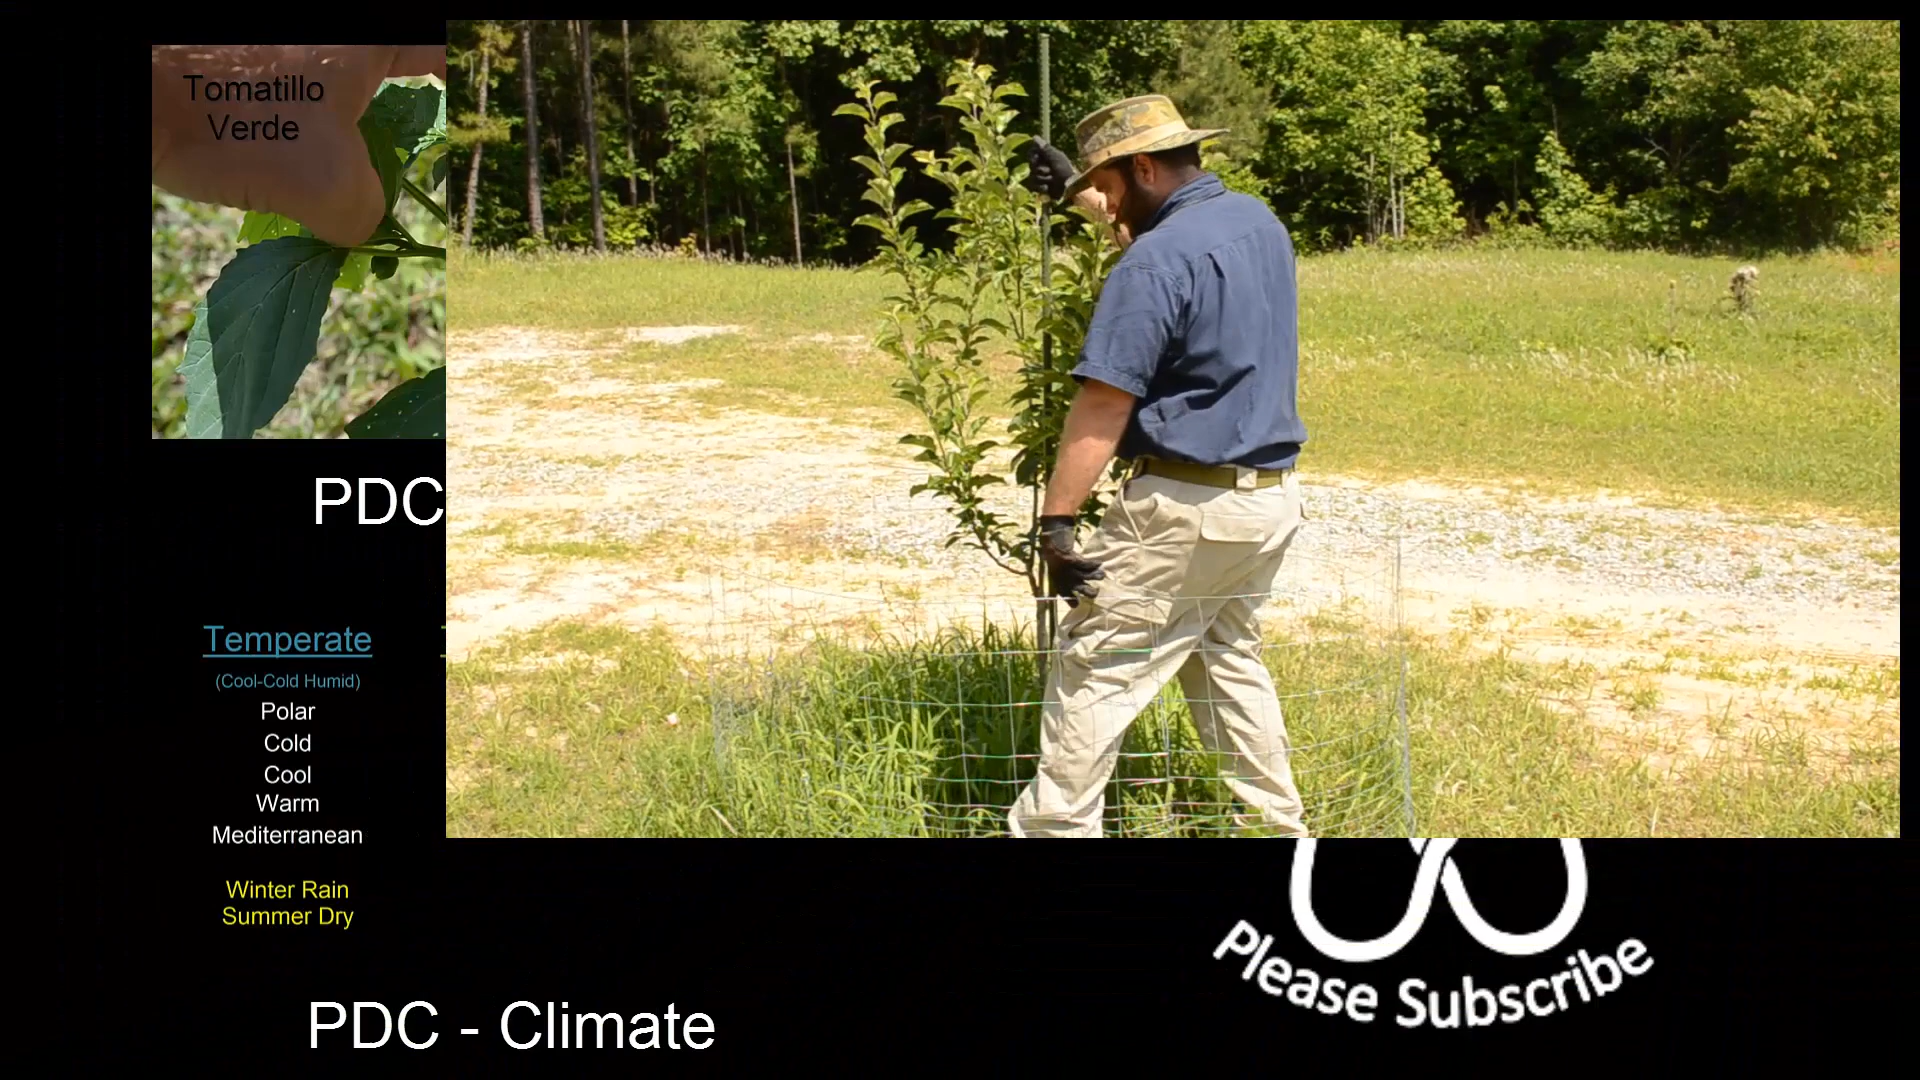 Tomatillo
Verde
PDC
Temperate
(Cool-Cold Humid)
Polar
Cold
Cool
Warm
Mediterranean
Winter Rain
Summer Dry
PDC - Climate
Please Subscribe